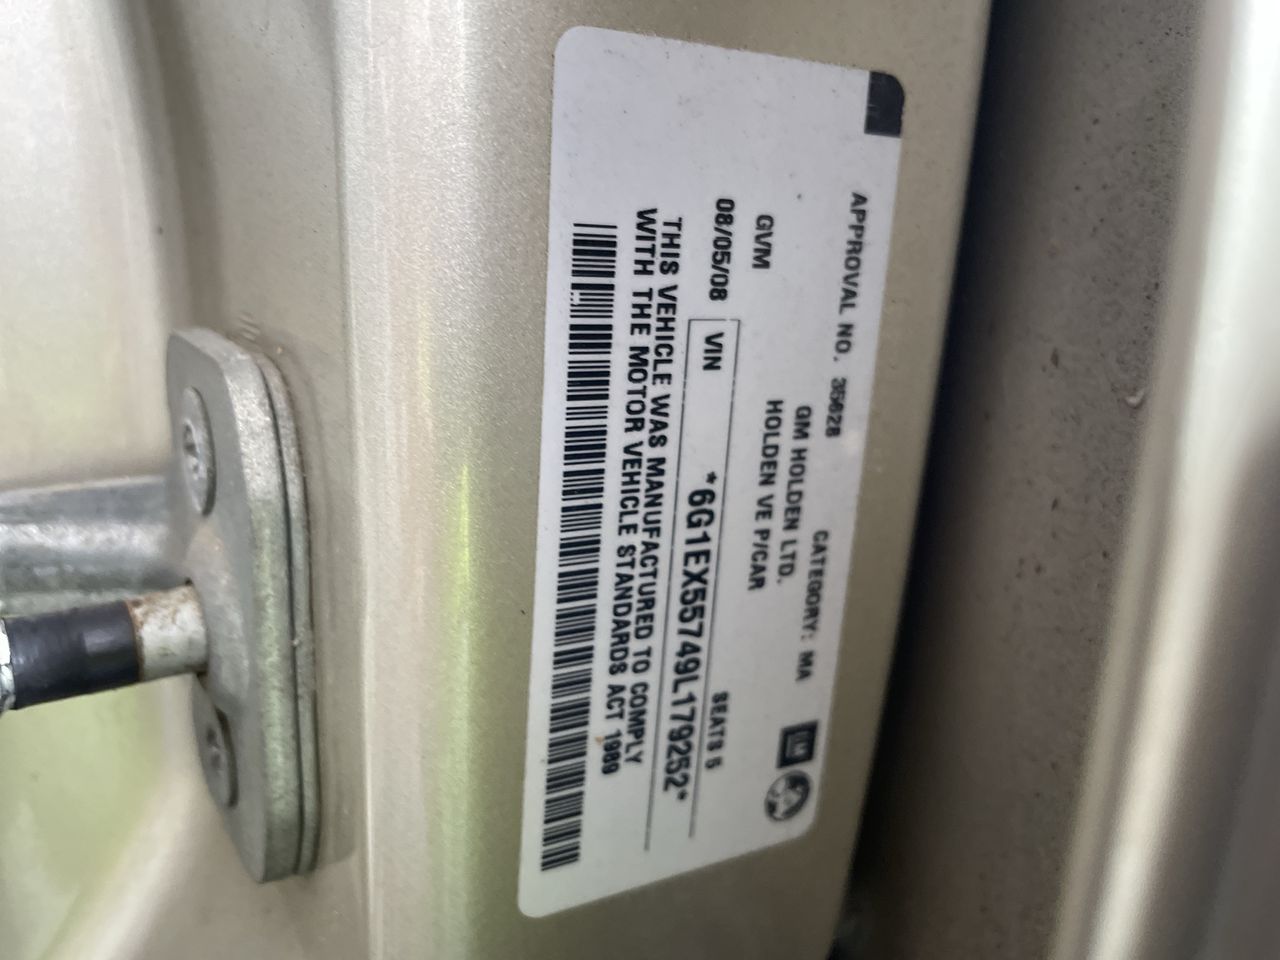 APPROVAL NO. 35628 CATEGORY: MA
GM HOLDEN LTD. GM
GVM HOLDEN VE P/CAR
08/05/08 SEATS 5
VIN *6G1EX55749L179252*
THIS VEHICLE WAS MANUFACTURED TO COMPLY
WITH THE MOTOR VEHICLE STANDARDS ACT 1989